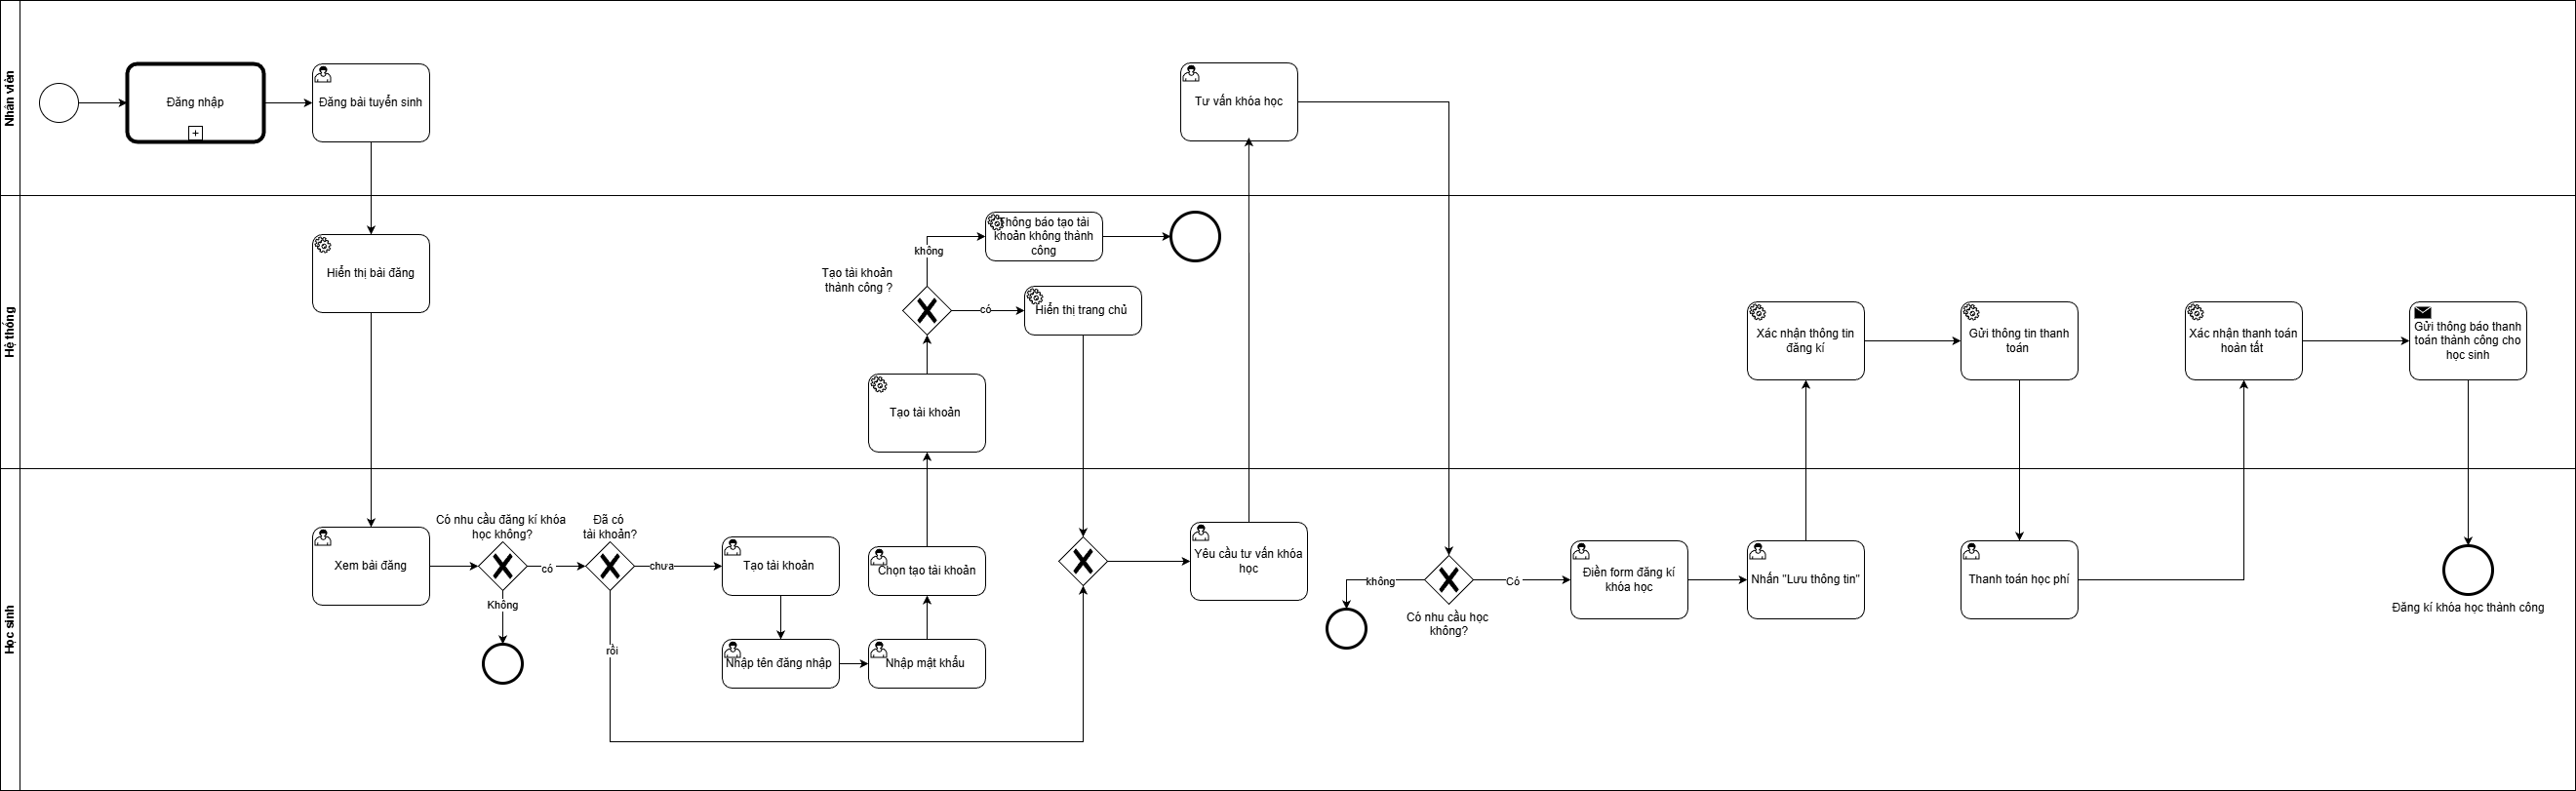 Nhân viên
Đăng nhập
Đăng bài tuyển sinh
Tư vấn khóa học
Hệ thống
Hiển thị bài đăng
Tạo tài khoản
thành công ?
không
Thông báo tạo tài
khoản không thành
công
có
Hiển thị trang chủ
Tạo tài khoản
Xác nhận thông tin
đăng kí
Gửi thông tin thanh
toán
Xác nhận thanh toán
hoàn tất
Gửi thông báo thanh
toán thành công cho
học sinh
Học sinh
Xem bài đăng
Có nhu cầu đăng kí khóa
học không?
có
Không
Đã có
tài khoản?
chưa
rồi
Tạo tài khoản
Nhập tên đăng nhập
Nhập mật khẩu
Chọn tạo tài khoản
Yêu cầu tư vấn khóa
học
không
Có nhu cầu học
không?
Có
Điền form đăng kí
khóa học
Nhấn "Lưu thông tin"
Thanh toán học phí
Đăng kí khóa học thành công